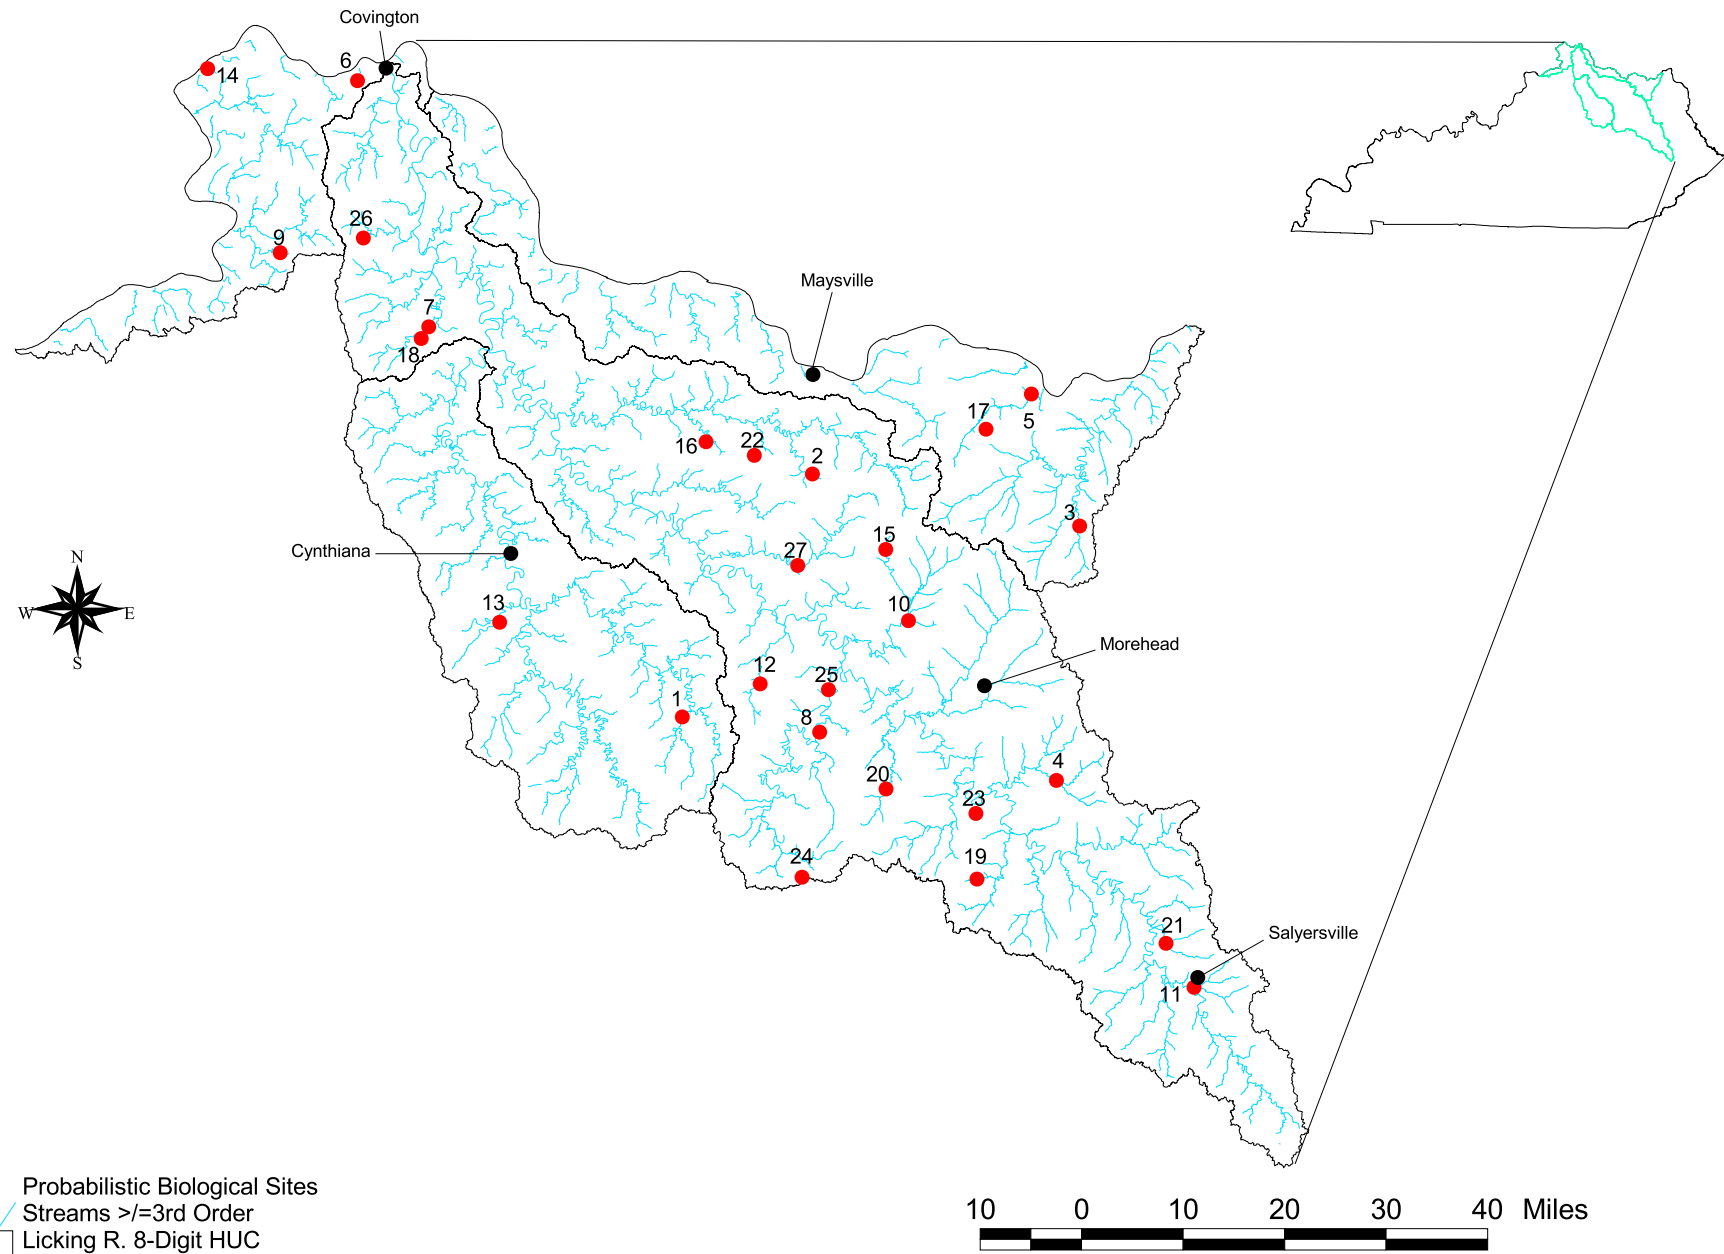 Covington
6
14
26
9
Maysville
7
18
17
5
16
22
2
3
15
Cynthiana
27
N
W
E
S
13
10
Morehead
12
25
1
8
4
20
23
24
19
21
Salyersville
11
Probabilistic Biological Sites
Streams >/=3rd Order
Licking R. 8-Digit HUC
10 0 10 20 30 40 Miles